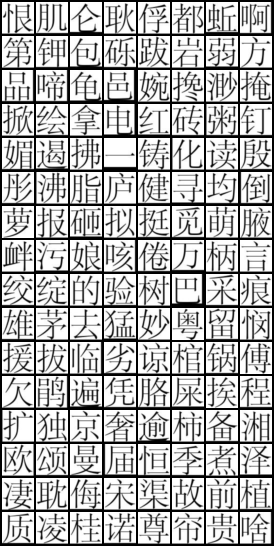 恨肌仑耿俘都蚯啊
第钾包砾跋岩弱方
品啼龟邑婉搀渺掩
掀绘拿电红砖粥钉
媚遏拂一铸化读殷
彤沸脂庐健寻均倒
萝报砸拟挺觅萌腋
衅污娘咳倦万柄言
绞绽的验树巴采痕
雄茅去猛妙粤留悯
援拔临劣谅棺锅傅
欠鹃遍凭胳屎挨程
扩独京奢逾柿备湘
欧颂曼届恒季煮泽
凄耽侮宋渠故前植
质凌桂诺尊帘贵啥